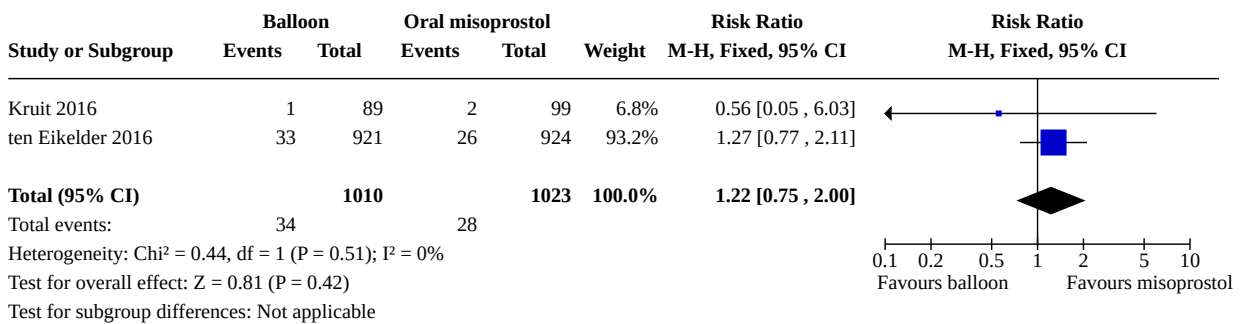 Balloon Oral misoprostol Risk Ratio Risk Ratio
Study or Subgroup Events Total Events Total Weight M-H, Fixed, 95% CI M-H, Fixed, 95% CI
Kruit 2016 1 89 2 99 6.8% 0.56 [0.05 , 6.03]
ten Eikelder 2016 33 921 26 924 93.2% 1.27 [0.77 , 2.11]
Total (95% CI) 1010 1023 100.0% 1.22 [0.75 , 2.00]
Total events: 34 28
Heterogeneity: Chi² = 0.44, df = 1 (P = 0.51); I² = 0%
0.1 0.2 0.5 1 2 5 10
Test for overall effect: Z = 0.81 (P = 0.42) Favours balloon Favours misoprostol
Test for subgroup differences: Not applicable